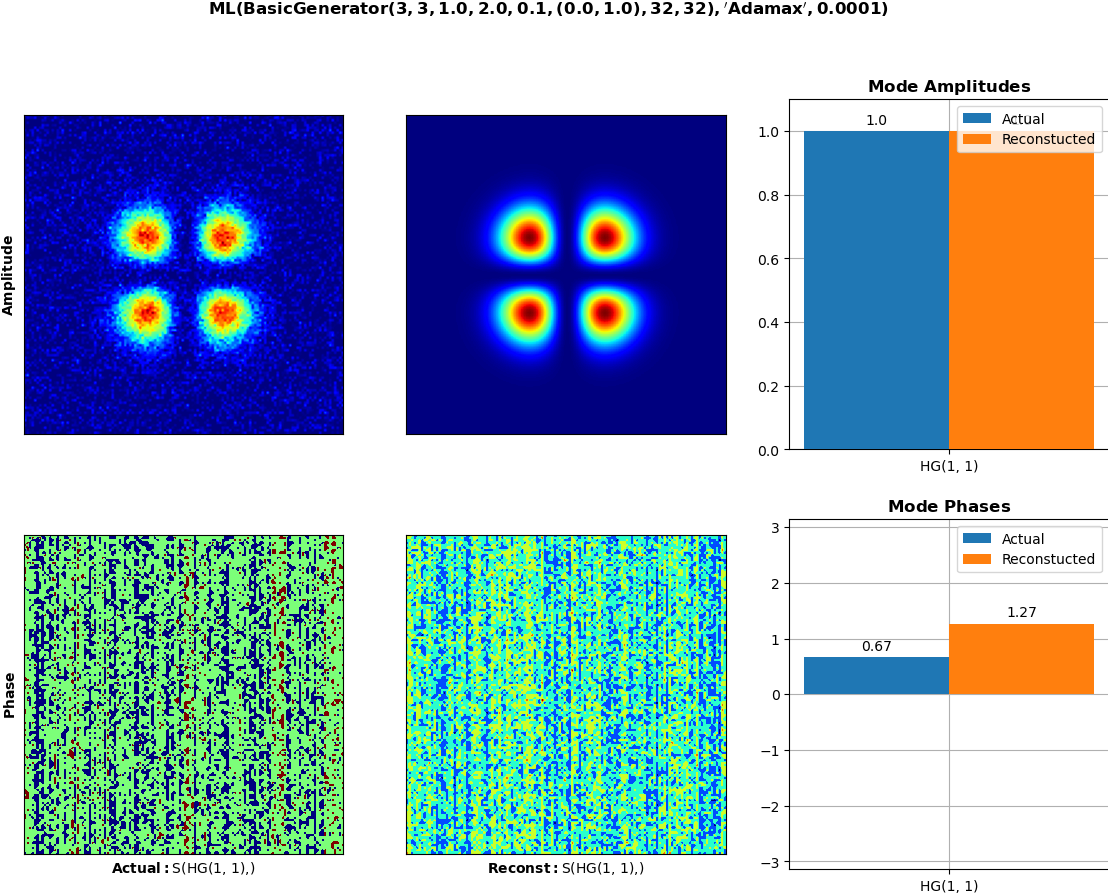 ML(BasicGenerator(3, 3, 1.0, 2.0, 0.1, (0.0, 1.0), 32, 32), ′Adamax′, 0.0001)
Mode Amplitudes
Amplitude
1.0
Actual
Reconstucted
1.0
0.8
0.6
0.4
0.2
0.0
HG(1, 1)
Mode Phases
Phase
Actual
Reconstucted
3
2
1
0
−1
−2
−3
0.67
1.27
HG(1, 1)
Actual: S(HG(1, 1),)
Reconst: S(HG(1, 1),)